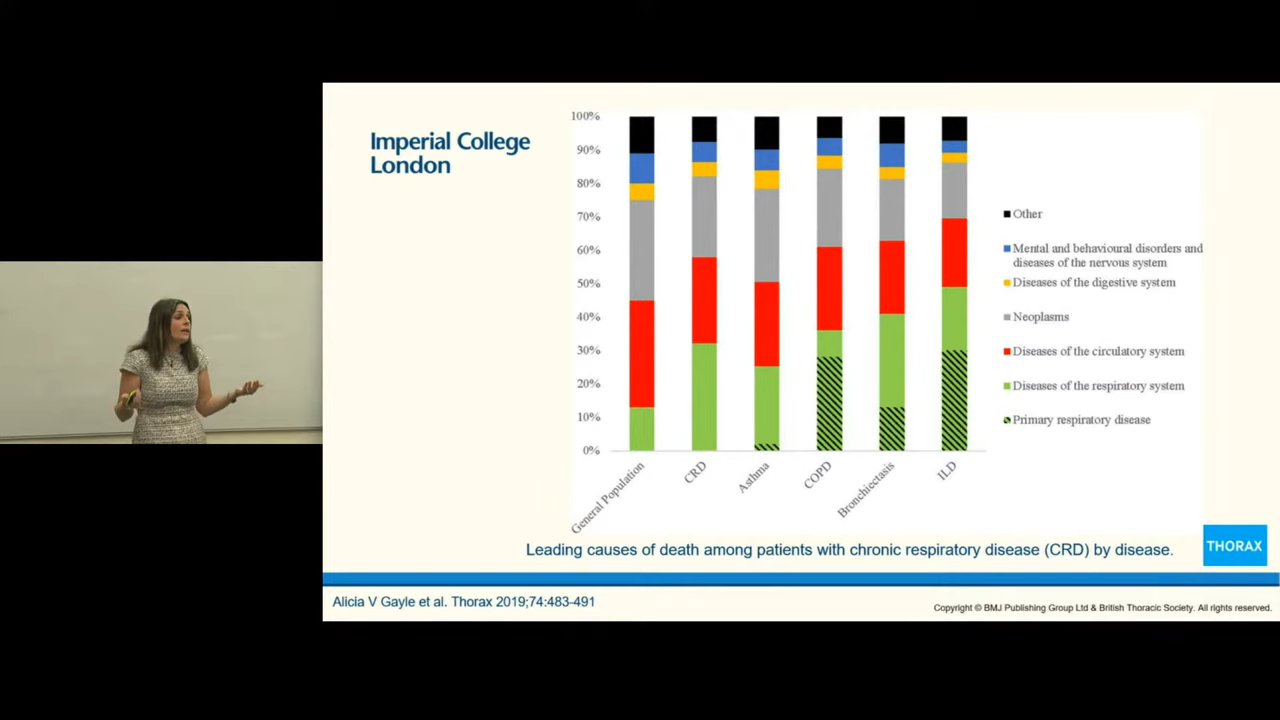 Imperial College
London
100%
90%
80%
70%
60%
50%
40%
30%
20%
10%
0%
General Population
CRD
Asthma
COPD
Bronchiectasis
ILD
Other
Mental and behavioural disorders and
diseases of the nervous system
Diseases of the digestive system
Neoplasms
Diseases of the circulatory system
Diseases of the respiratory system
Primary respiratory disease
Leading causes of death among patients with chronic respiratory disease (CRD) by disease.
THORAX
Alicia V Gayle et al. Thorax 2019;74:483-491
Copyright © BMJ Publishing Group Ltd & British Thoracic Society. All rights reserved.